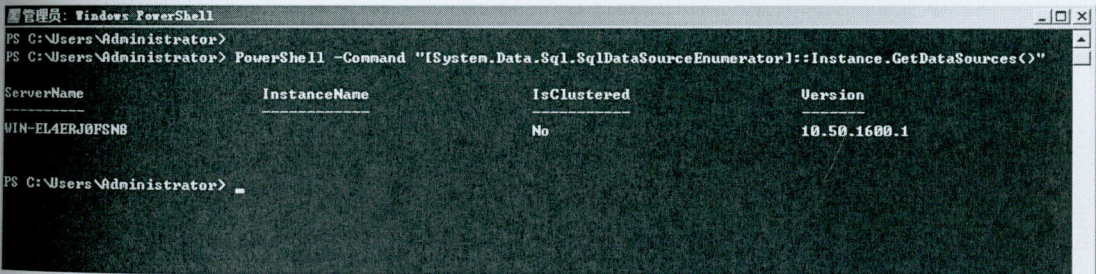 管理员: Windows PowerShell
PS C:\Users\Administrator>
PS C:\Users\Administrator> PowerShell -Command "[System.Data.Sql.SqlDataSourceEnumerator]::Instance.GetDataSources()"
ServerName InstanceName IsClustered Version
---------- ------------ ----------- -------
WIN-EL4ERJ0FSN8 No 10.50.1600.1
PS C:\Users\Administrator>